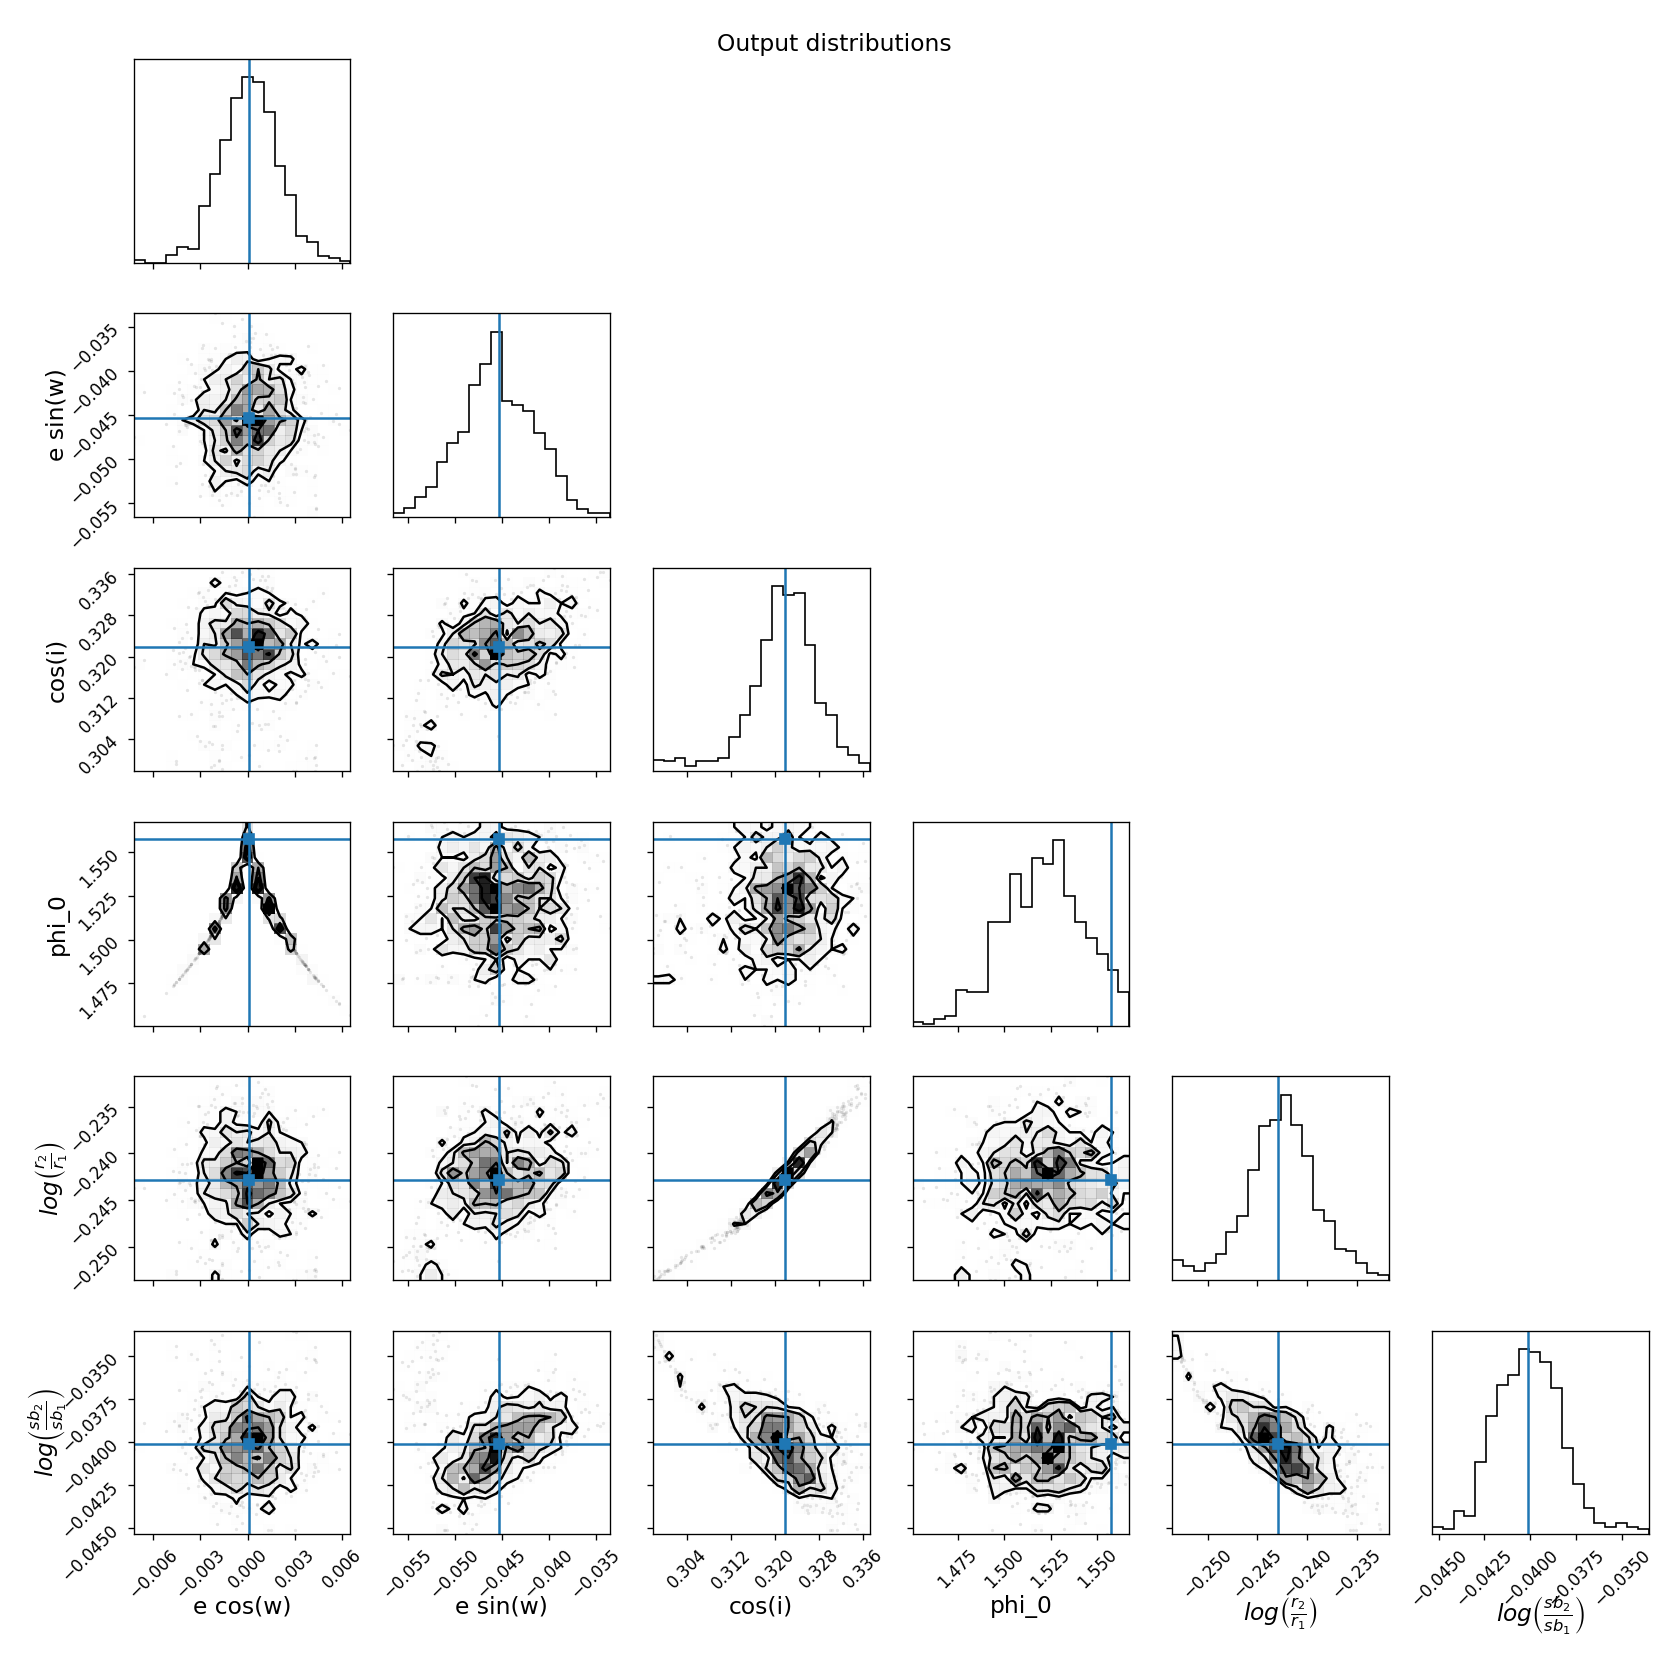 Output distributions
e sin(w)
−0.035
−0.040
−0.045
−0.050
−0.055
cos(i)
0.336
0.328
0.320
0.312
0.304
phi_0
1.550
1.525
1.500
1.475
log(r₂/r₁)
−0.235
−0.240
−0.245
−0.250
log(sb₂/sb₁)
−0.0350
−0.0375
−0.0400
−0.0425
−0.0450
−0.006 −0.003 0.000 0.003 0.006 −0.055 −0.050 −0.045 −0.040 −0.035 0.304 0.312 0.320 0.328 0.336 1.475 1.500 1.525 1.550 −0.250 −0.245 −0.240 −0.235 −0.0450 −0.0425 −0.0400 −0.0375 −0.0350
e cos(w) e sin(w) cos(i) phi_0 log(r₂/r₁) log(sb₂/sb₁)